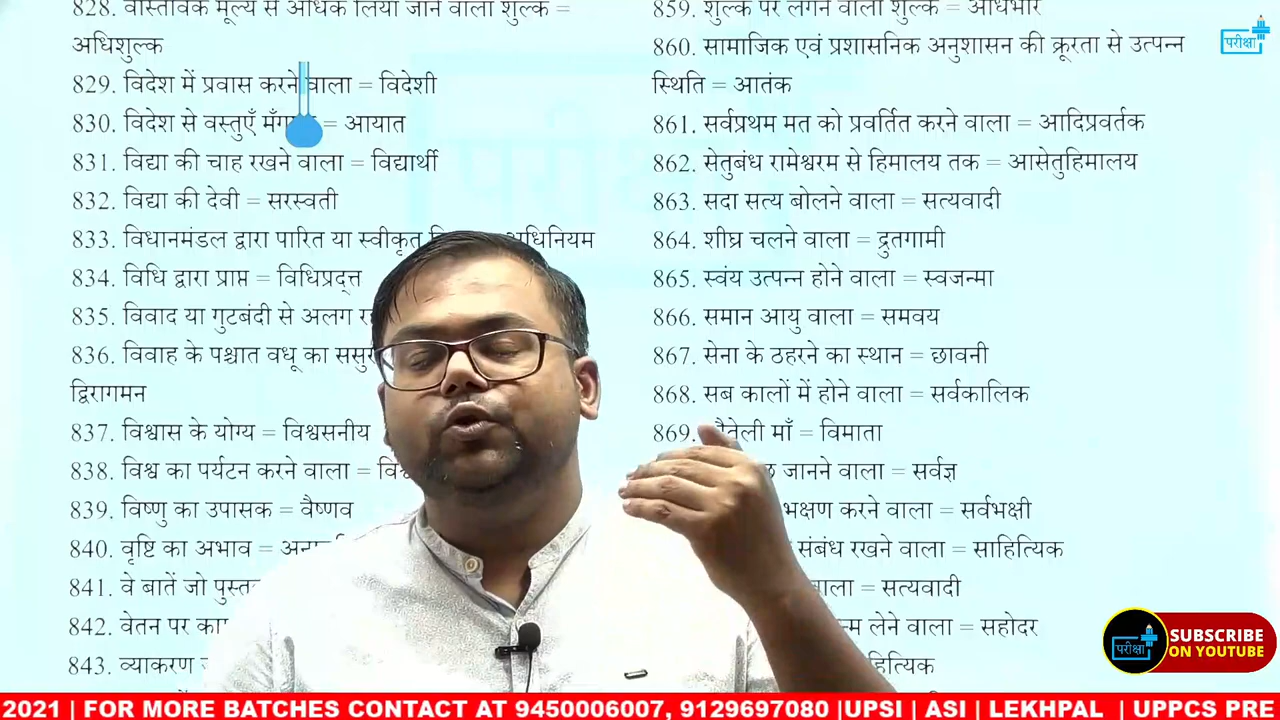 828. वास्तविक मूल्य से अधिक लिया जाने वाला शुल्क =
अधिशुल्क
829. विदेश में प्रवास करने वाला = विदेशी
830. विदेश से वस्तुएँ = आयात
831. विद्या की चाह रखने वाला = विद्यार्थी
832. विद्या की देवी = सरस्वती
833. विधानमंडल द्वारा पारित या स्वीकृत अधिनियम
834. विधि द्वारा प्राप्त = विधिप्रद्त्त
835. विवाद या गुटबंदी से अलग
836. विवाह के पश्चात वधू का
द्विरागमन
837. विश्वास के योग्य = विश्वसनीय
838. विश्व का पर्यटन करने वाला =
839. विष्णु का उपासक = वैष्णव
840. वृष्टि का अभाव =
841. वे बातें जो
842. वेतन पर
843. व्याकरण
859. शुल्क पर लगने वाला शुल्क = अधिभार
860. सामाजिक एवं प्रशासनिक अनुशासन की क्रूरता से उत्पन्न
स्थिति = आतंक
861. सर्वप्रथम मत को प्रवर्तित करने वाला = आदिप्रवर्तक
862. सेतुबंध रामेश्वरम से हिमालय तक = आसेतुहिमालय
863. सदा सत्य बोलने वाला = सत्यवादी
864. शीघ्र चलने वाला = द्रुतगामी
865. स्वंय उत्पन्न होने वाला = स्वजन्मा
866. समान आयु वाला = समवय
867. सेना के ठहरने का स्थान = छावनी
868. सब कालों में होने वाला = सर्वकालिक
869. माँ = विमाता
जानने वाला = सर्वज्ञ
भक्षण करने वाला = सर्वभक्षी
संबंध रखने वाला = साहित्यिक
वाला = सत्यवादी
लेने वाला = सहोदर
परीक्षा
परीक्षा
SUBSCRIBE
ON YOUTUBE
2021 | FOR MORE BATCHES CONTACT AT 9450006007, 9129697080 |UPSI | ASI | LEKHPAL | UPPCS PRE